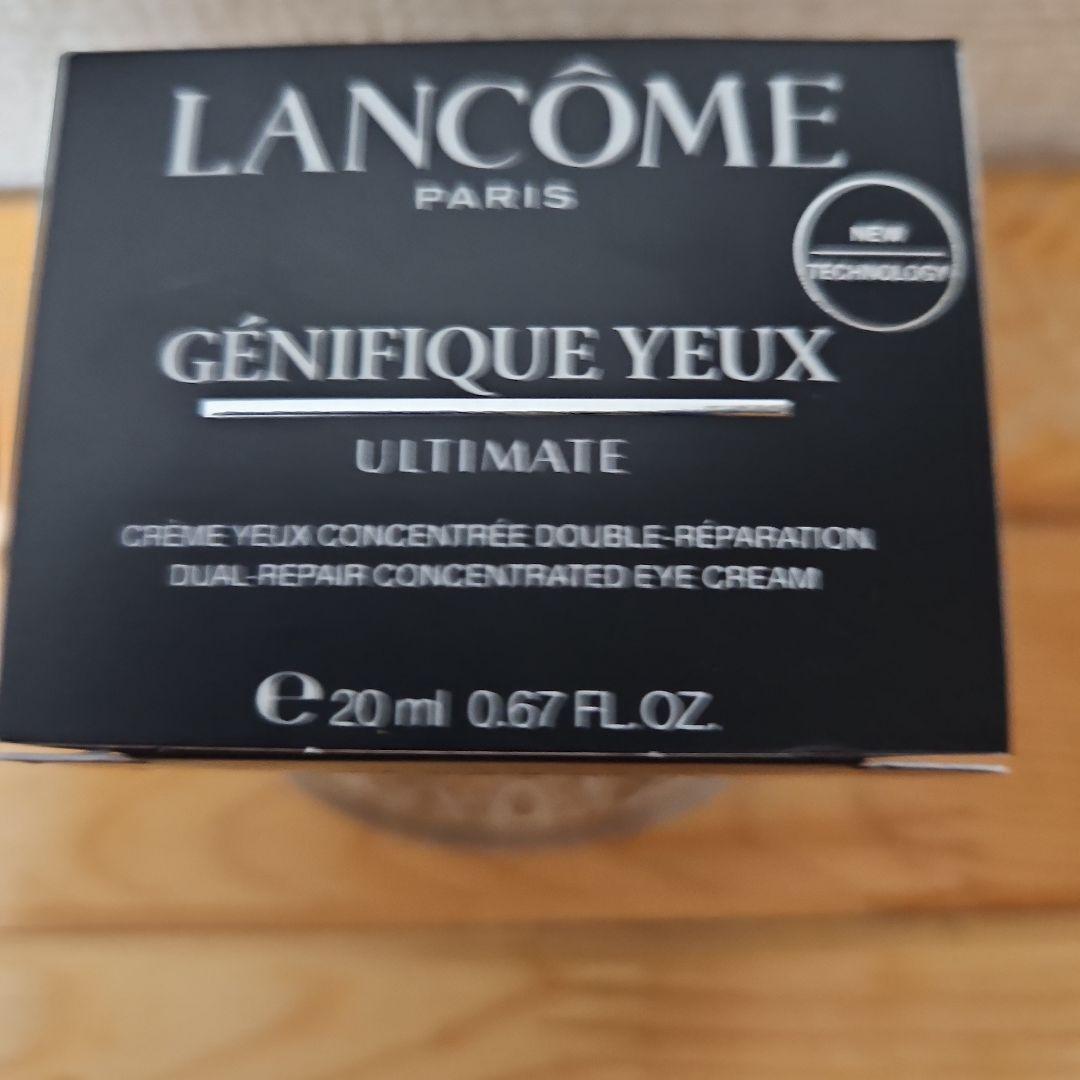 LANCÔME
PARIS
NEW
TECHNOLOGY
GÉNIFIQUE YEUX
ULTIMATE
CRÈME YEUX CONCENTRÉE DOUBLE-RÉPARATION
DUAL-REPAIR CONCENTRATED EYE CREAM
e 20 ml 0.67 FL.OZ.